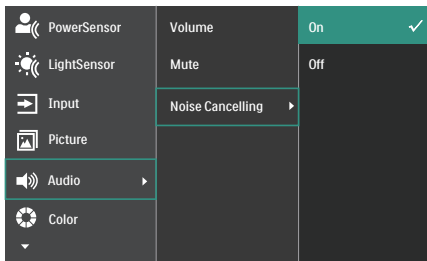 PowerSensor
LightSensor
Input
Picture
Audio
Color
Volume
Mute
Noise Cancelling
On
Off